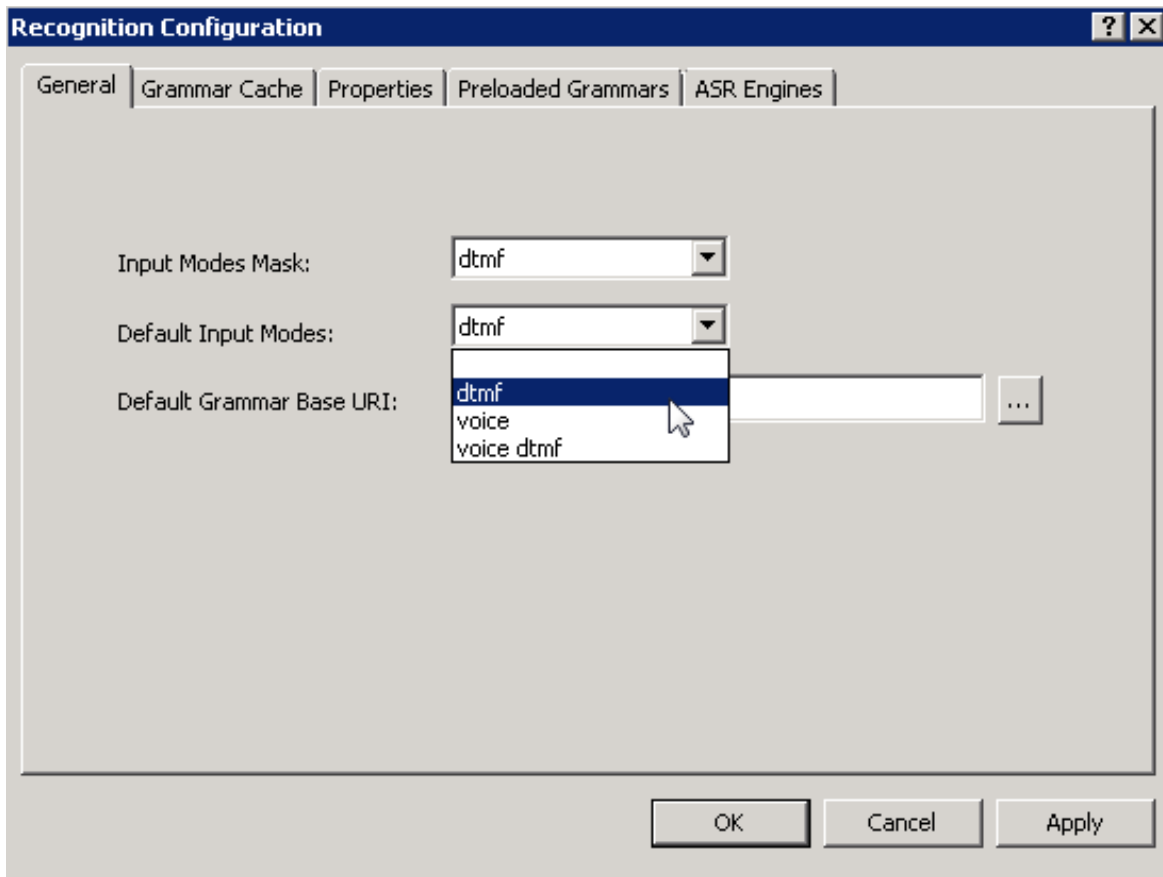 Recognition Configuration
General Grammar Cache Properties Preloaded Grammars ASR Engines
Input Modes Mask: dtmf
Default Input Modes: dtmf
dtmf
Default Grammar Base URI: ...
voice
voice dtmf
OK Cancel Apply